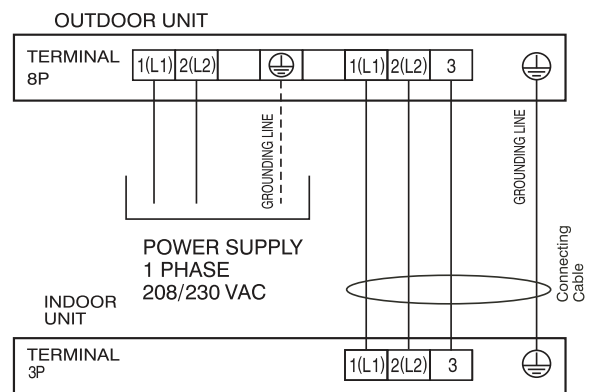 OUTDOOR UNIT
TERMINAL
8P
1(L1) 2(L2) 1(L1) 2(L2) 3
GROUNDING LINE
GROUNDING LINE
POWER SUPPLY
1 PHASE
208/230 VAC
Connecting
Cable
INDOOR
UNIT
TERMINAL
3P
1(L1) 2(L2) 3